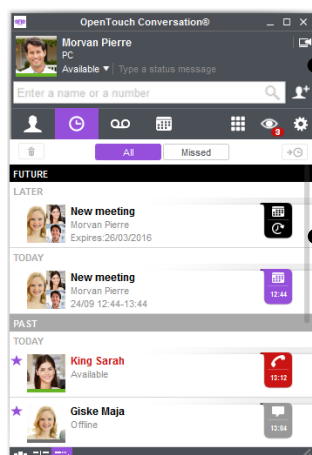 OpenTouch Conversation®
Morvan Pierre
PC
Available ▼ Type a status message
Enter a name or a number
3
All Missed
FUTURE
LATER
New meeting
Morvan Pierre
Expires:26/03/2016
TODAY
New meeting
Morvan Pierre
24/09 12:44-13:44
12:44
PAST
TODAY
King Sarah
Available
13:12
Giske Maja
Offline
13:04